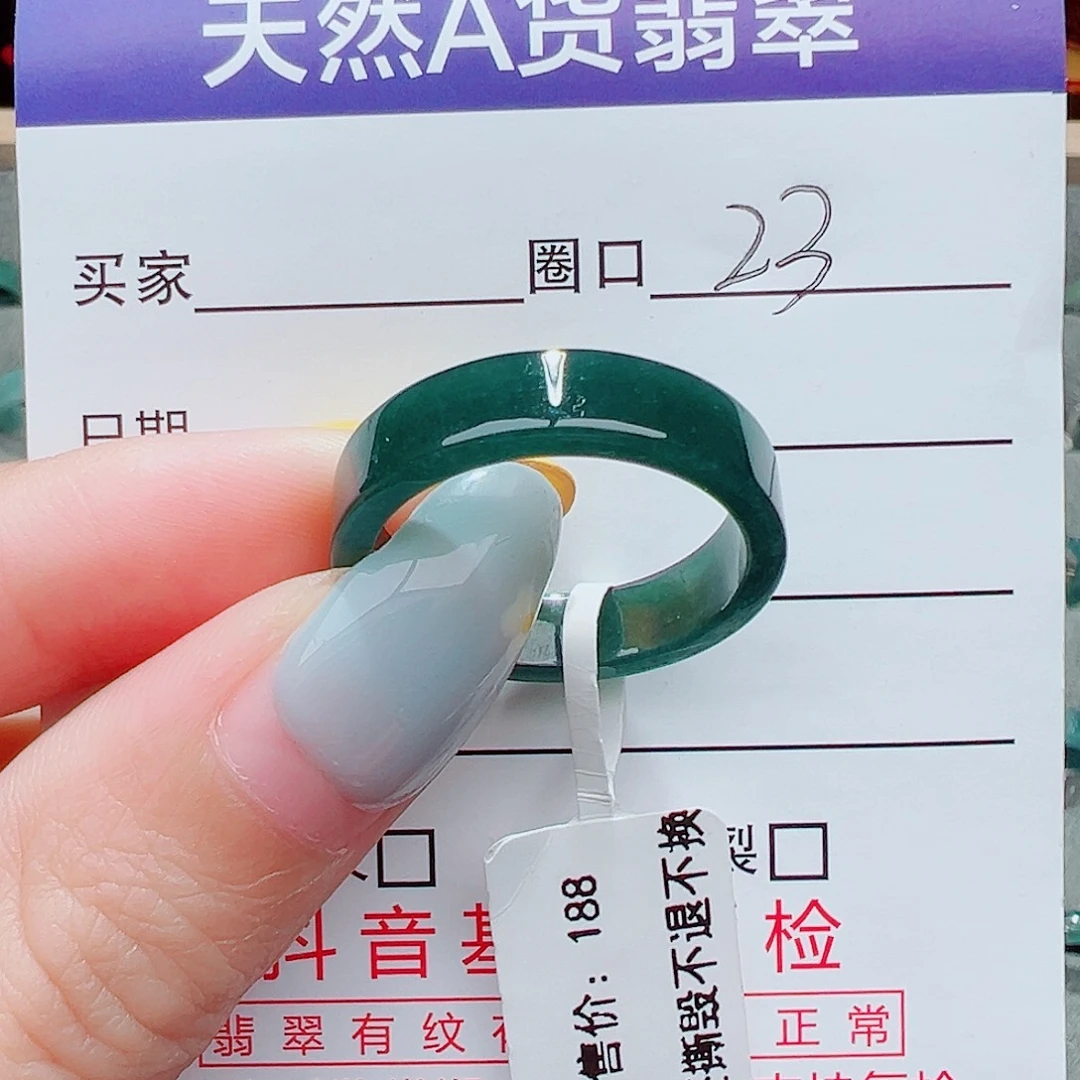 天然A货翡翠
买家 圈口 23
日期
抖音基 检
翡翠有纹 正常
售价：188
撕毁不退不换